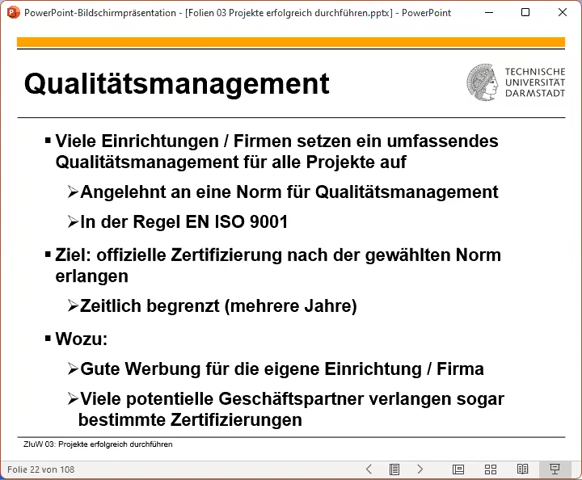 PowerPoint-Bildschirmpräsentation - [Folien 03 Projekte erfolgreich durchführen.pptx] - PowerPoint
Qualitätsmanagement
TECHNISCHE
UNIVERSITÄT
DARMSTADT
▪ Viele Einrichtungen / Firmen setzen ein umfassendes
Qualitätsmanagement für alle Projekte auf
➢Angelehnt an eine Norm für Qualitätsmanagement
➢In der Regel EN ISO 9001
▪ Ziel: offizielle Zertifizierung nach der gewählten Norm
erlangen
➢Zeitlich begrenzt (mehrere Jahre)
▪ Wozu:
➢Gute Werbung für die eigene Einrichtung / Firma
➢Viele potentielle Geschäftspartner verlangen sogar
bestimmte Zertifizierungen
ZIuW 03: Projekte erfolgreich durchführen
Folie 22 von 108